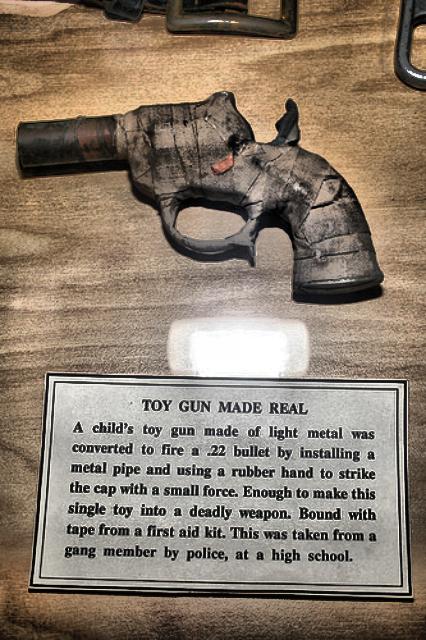 TOY GUN MADE REAL
A child's toy gun made of light metal was
converted to fire a .22 bullet by installing a
metal pipe and using a rubber hand to strike
the cap with a small force. Enough to make this
single toy into a deadly weapon. Bound with
tape from a first aid kit. This was taken from a
gang member by police, at a high school.